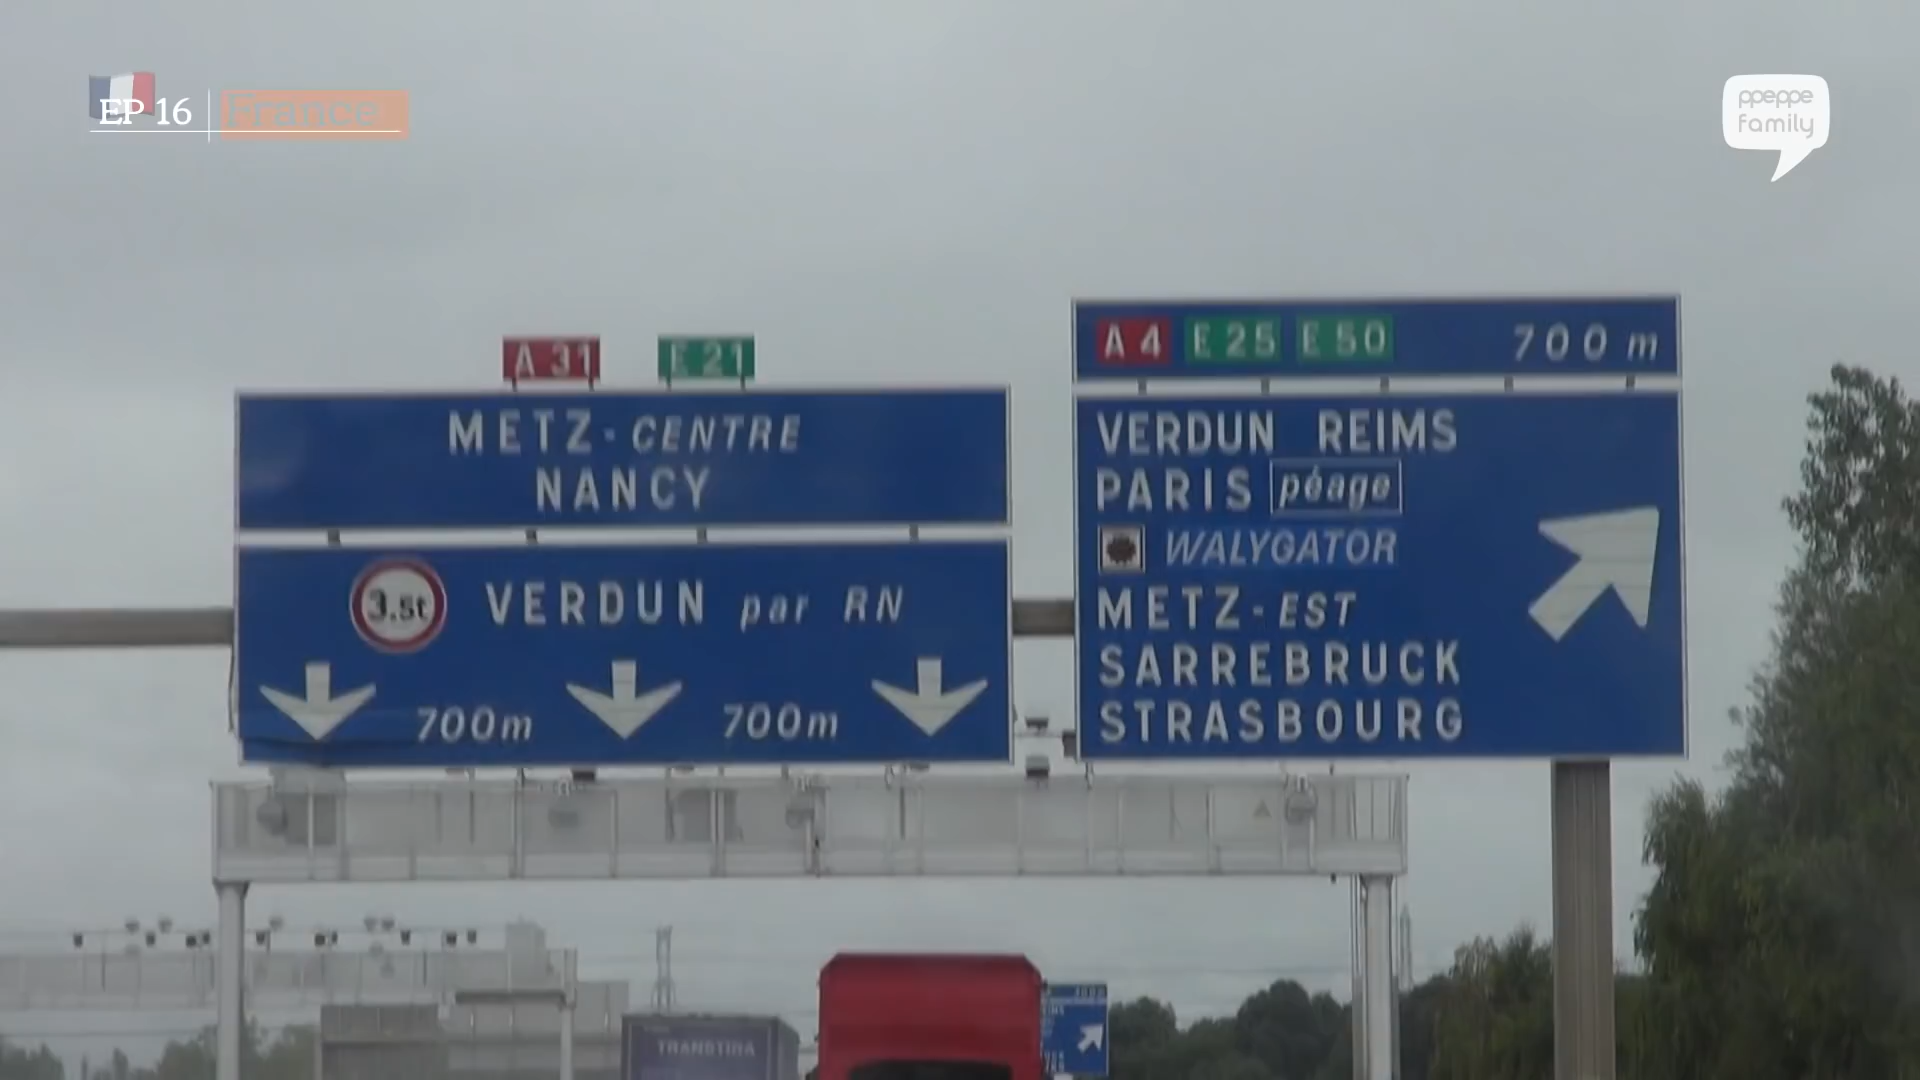 EP 16
France
ppeppe
family
A 31
E 21
METZ-CENTRE
NANCY
3.5t
VERDUN par RN
700m
700m
A 4
E 25
E 50
700 m
VERDUN REIMS
PARIS péage
WALYGATOR
METZ-EST
SARREBRUCK
STRASBOURG